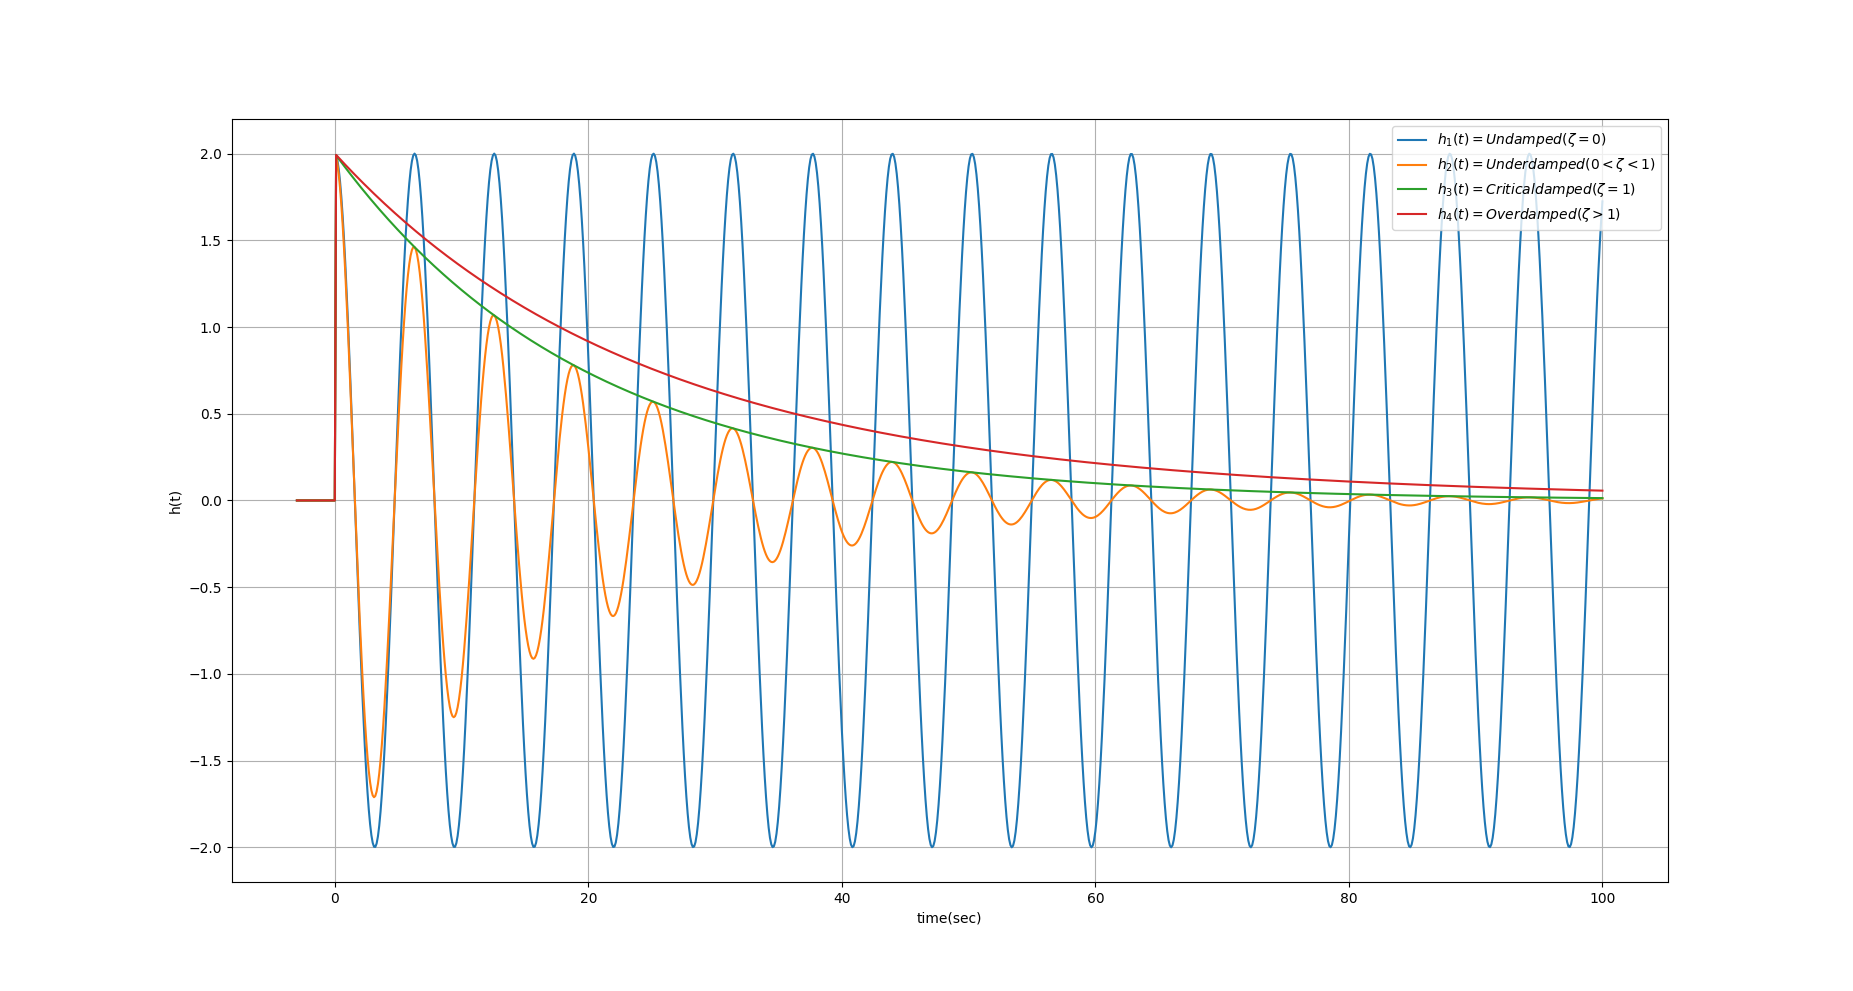 h₁(t) = Undamped(ζ = 0)
h₂(t) = Underdamped(0 < ζ < 1)
h₃(t) = Criticaldamped(ζ = 1)
h₄(t) = Overdamped(ζ > 1)
2.0
1.5
1.0
0.5
0.0
−0.5
−1.0
−1.5
−2.0
h(t)
0 20 40 60 80 100
time(sec)